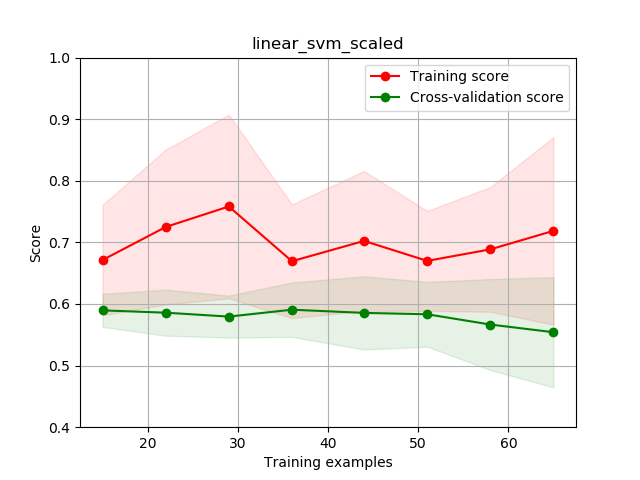 linear_svm_scaled
Training score
Cross-validation score
1.0
0.9
0.8
0.7
0.6
0.5
0.4
Score
20 30 40 50 60
Training examples